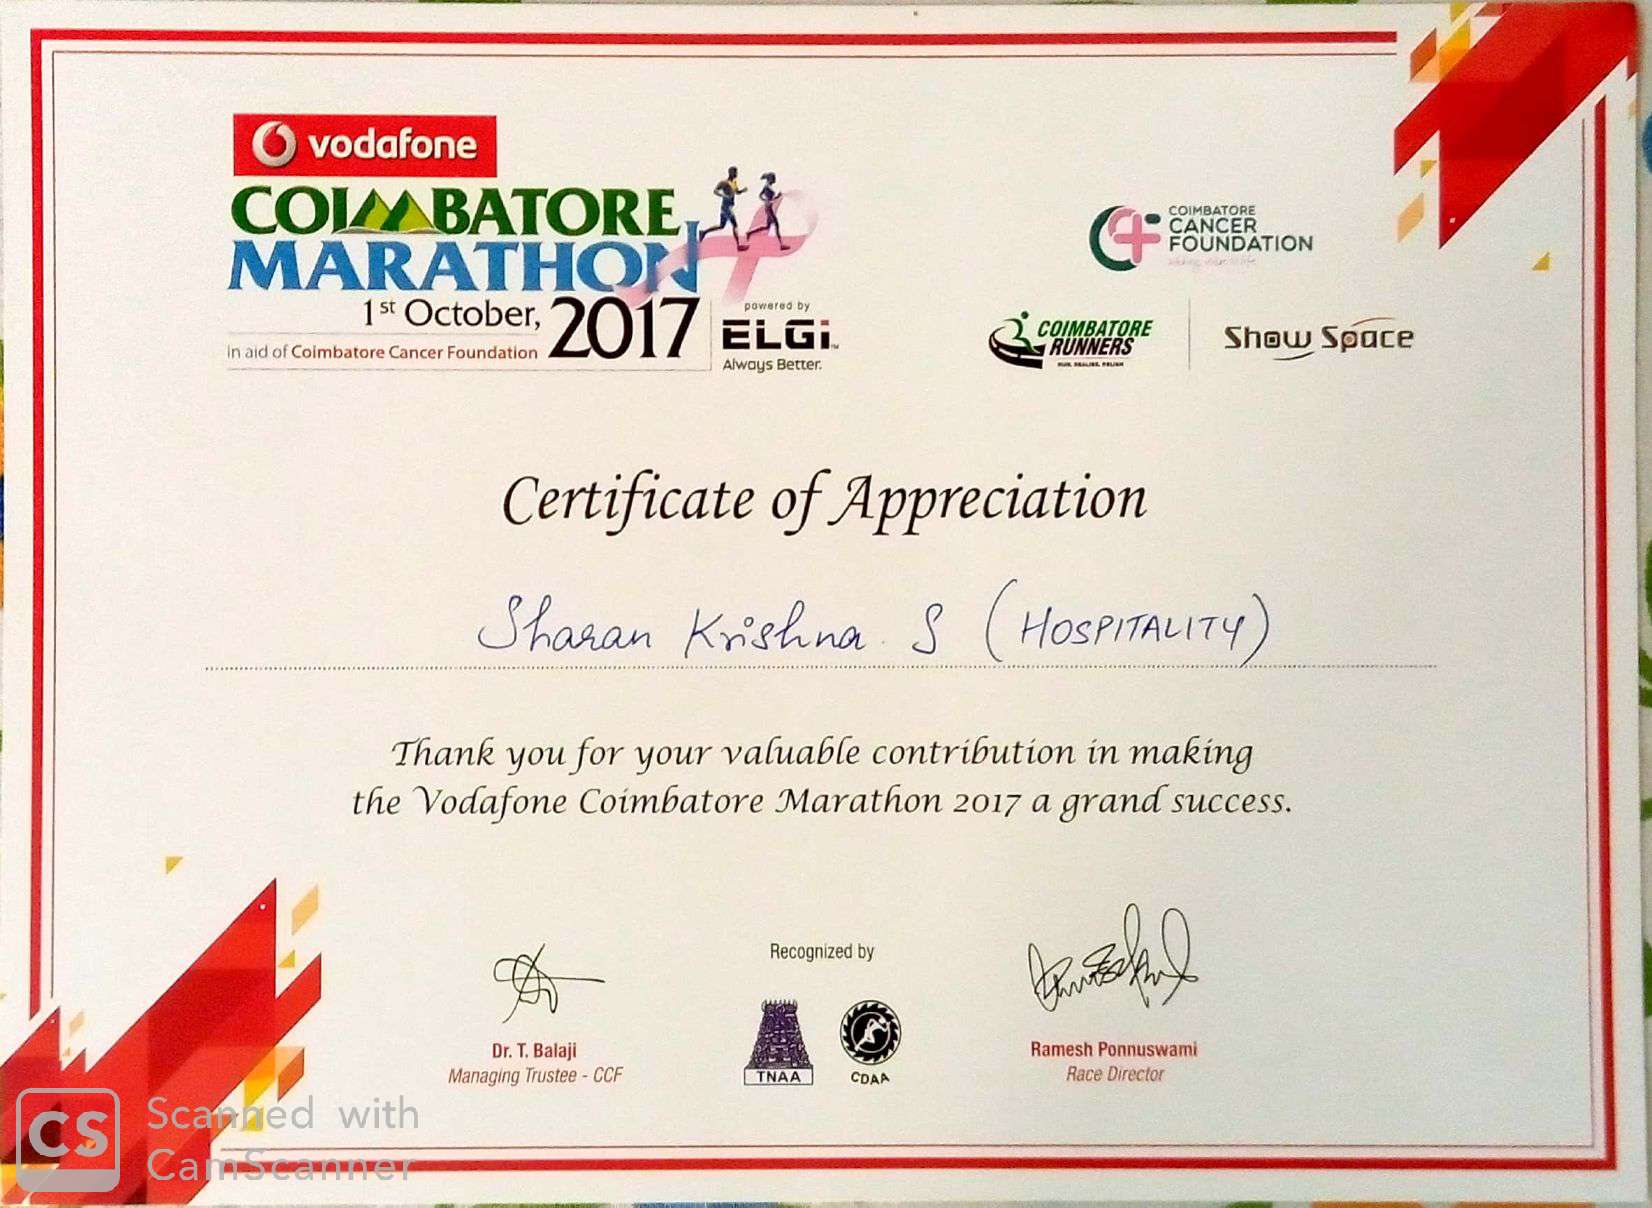 vodafone
COIMBATORE
MARATHON
1st October, 2017
in aid of Coimbatore Cancer Foundation
powered by
ELGi
Always Better.
COIMBATORE
CANCER
FOUNDATION
COIMBATORE
RUNNERS
RUN. REALISE. RELISH
Show Space
Certificate of Appreciation
Sharan Krishna. S (HOSPITALITY)
Thank you for your valuable contribution in making
the Vodafone Coimbatore Marathon 2017 a grand success.
Recognized by
TNAA
CDAA
Dr. T. Balaji
Managing Trustee - CCF
Ramesh Ponnuswami
Race Director
CS
Scanned with
CamScanner